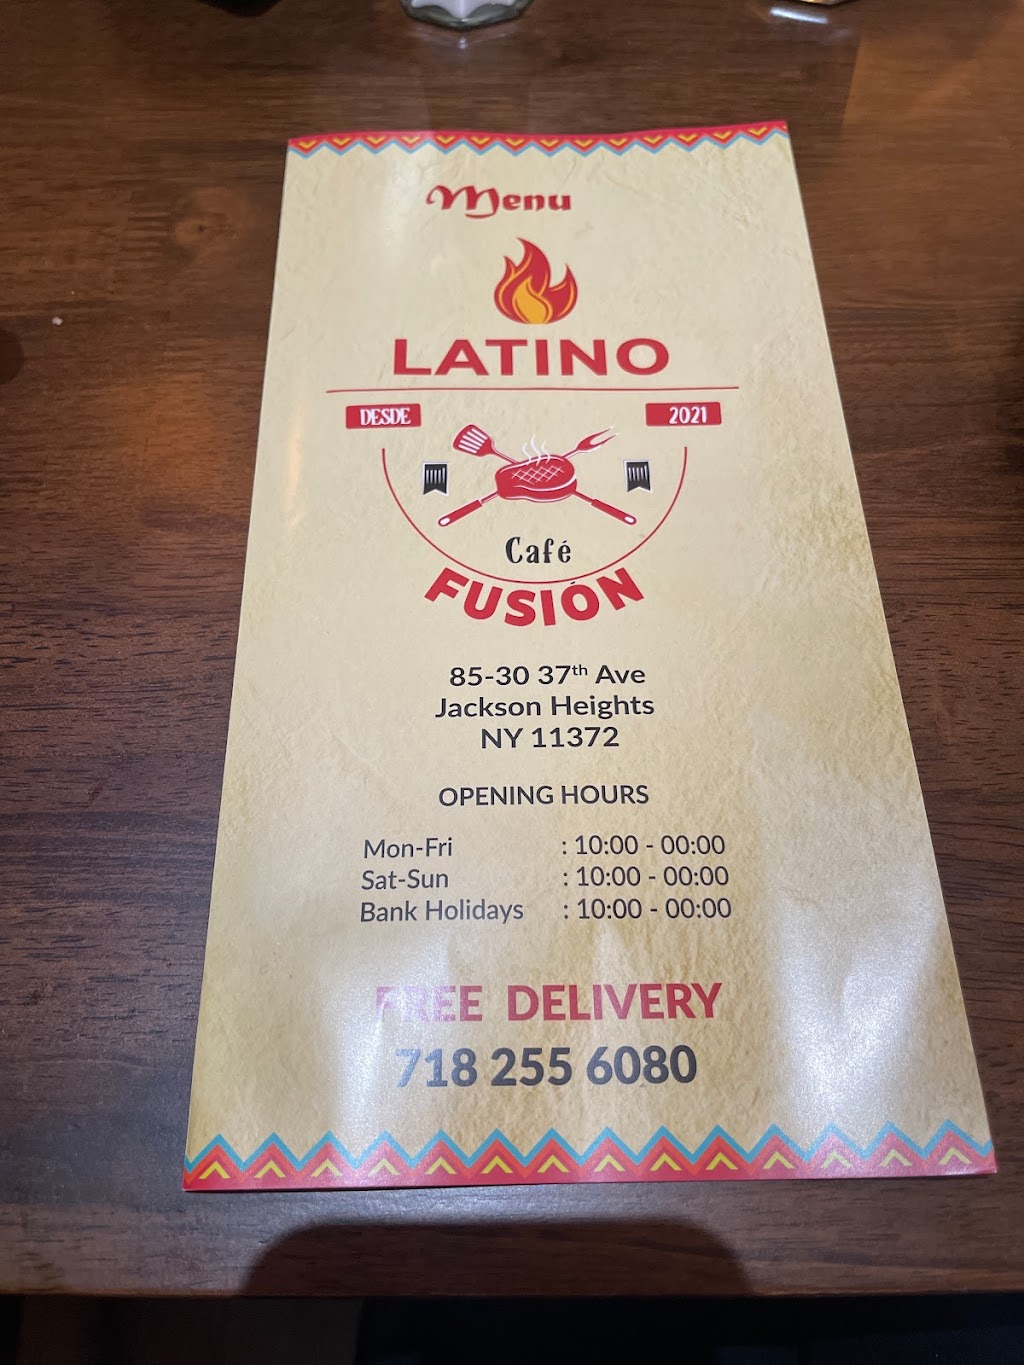 Menu
LATINO
DESDE 2021
Café
FUSIÓN
85-30 37th Ave
Jackson Heights
NY 11372
OPENING HOURS
Mon-Fri : 10:00 - 00:00
Sat-Sun : 10:00 - 00:00
Bank Holidays : 10:00 - 00:00
FREE DELIVERY
718 255 6080